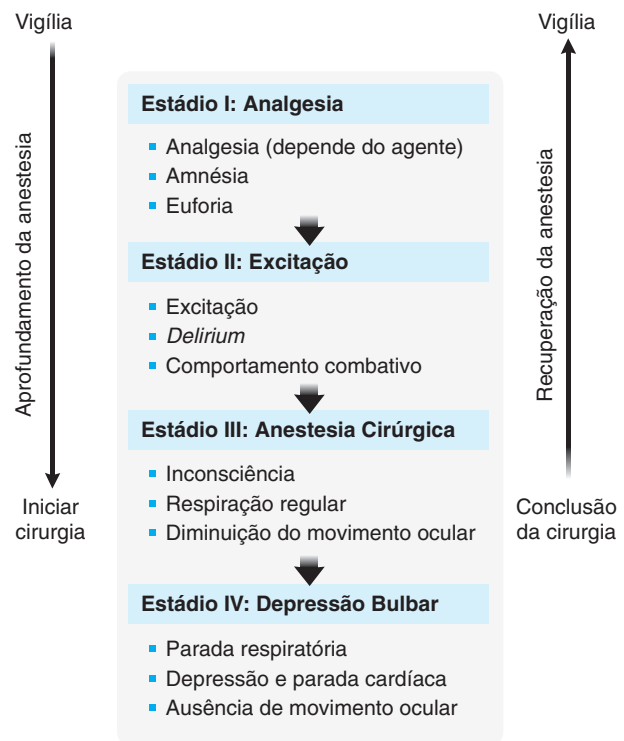 Vigília
Vigília
Aprofundamento da anestesia
Estádio I: Analgesia
Analgesia (depende do agente)
Amnésia
Euforia
Estádio II: Excitação
Excitação
Delirium
Comportamento combativo
Estádio III: Anestesia Cirúrgica
Inconsciência
Respiração regular
Diminuição do movimento ocular
Estádio IV: Depressão Bulbar
Parada respiratória
Depressão e parada cardíaca
Ausência de movimento ocular
Iniciar
cirurgia
Recuperação da anestesia
Conclusão
da cirurgia